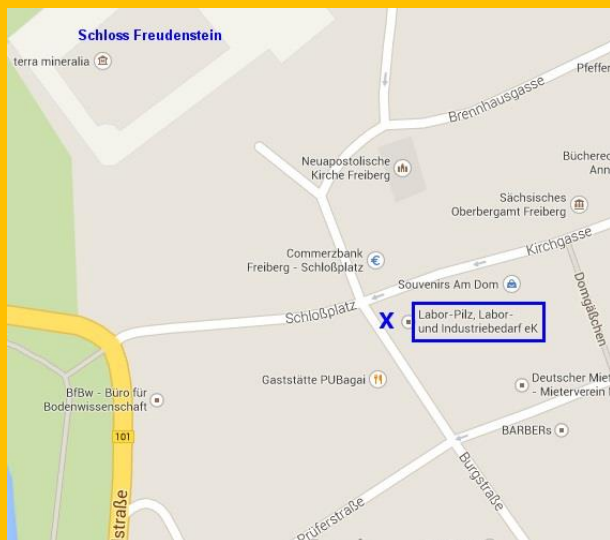 Schloss Freudenstein
terra mineralia
Pfeffer
Brennhausgasse
Neuapostolische
Kirche Freiberg
Büchered
Ann
Sächsisches
Oberbergamt Freiberg
Kirchgasse
Commerzbank
Freiberg - Schloßplatz
€
Souvenirs Am Dom
Domgäßchen
Schloßplatz
X
Labor-Pilz, Labor-
und Industriebedarf eK
Gaststätte PUBagai
BfBw - Büro für
Bodenwissenschaft
Deutscher Miet
- Mieterverein
101
BARBERs
Burgstraße
straße
Prüferstraße